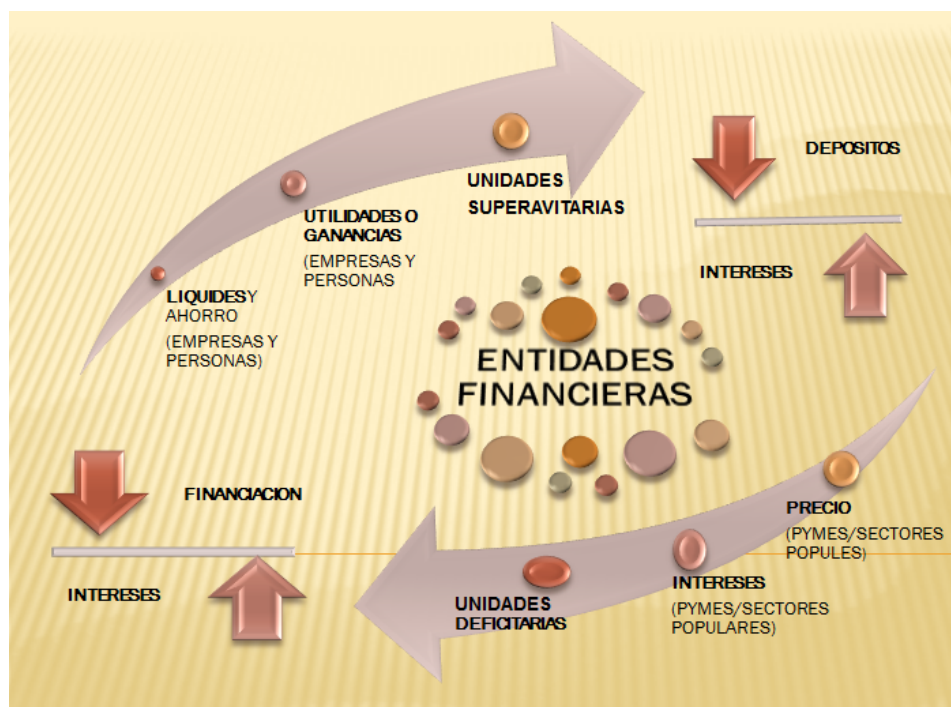 DEPOSITOS
UNIDADES
SUPERAVITARIAS
UTILIDADES O
GANANCIAS
(EMPRESAS Y
PERSONAS
INTERESES
LIQUIDES Y
AHORRO
(EMPRESAS Y
PERSONAS)
ENTIDADES
FINANCIERAS
FINANCIACION
PRECIO
(PYMES/SECTORES
POPULES)
INTERESES
(PYMES/SECTORES
POPULARES)
UNIDADES
DEFICITARIAS
INTERESES